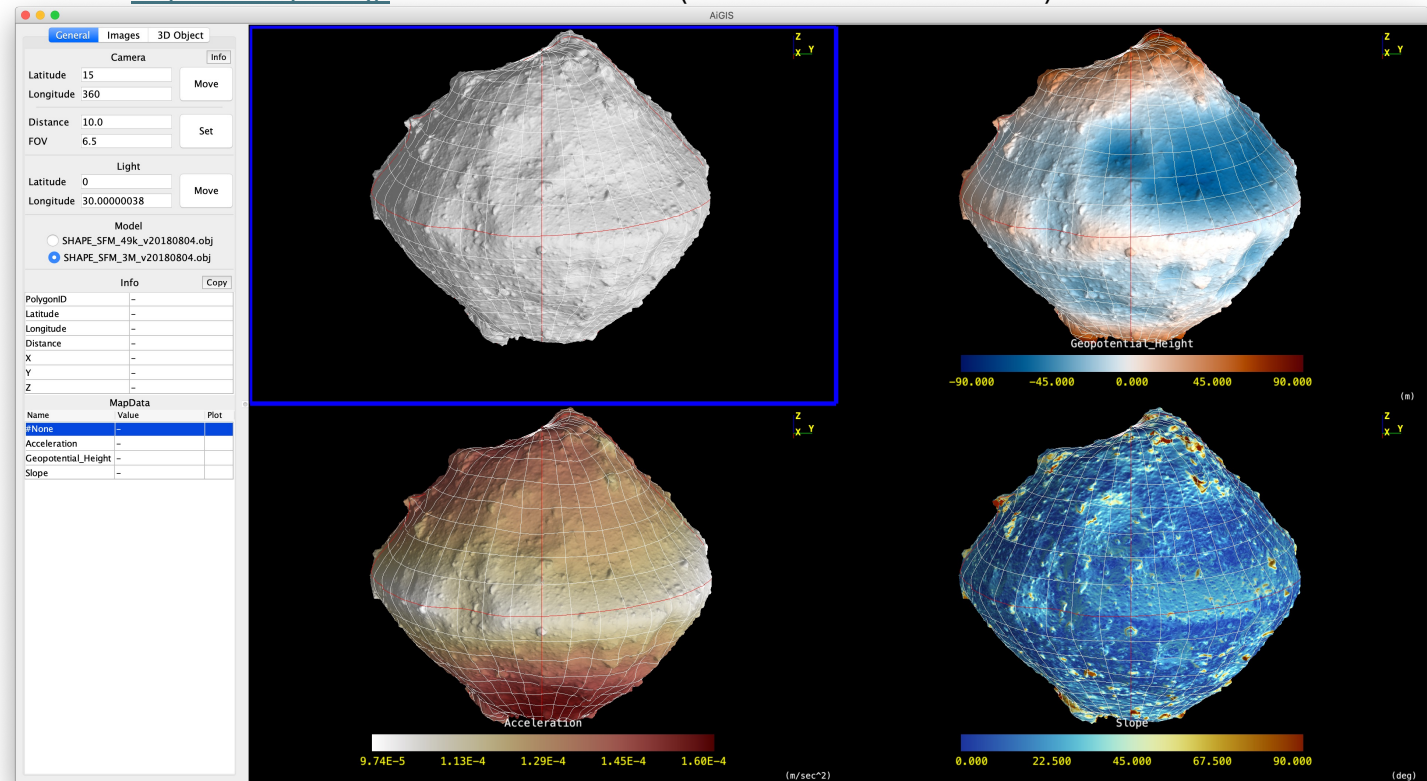 AiGIS
General Images 3D Object
Camera Info
Latitude 15
Move
Longitude 360
Distance 10.0
Set
FOV 6.5
Light
Latitude 0
Move
Longitude 30.00000038
Model
SHAPE_SFM_49k_v20180804.obj
SHAPE_SFM_3M_v20180804.obj
Info Copy
PolygonID –
Latitude –
Longitude –
Distance –
X –
Y –
Z –
MapData
Name Value Plot
#None –
Acceleration –
Geopotential_Height –
Slope –
Z
X Y
Z
X Y
Geopotential_Height
-90.000 -45.000 0.000 45.000 90.000
(m)
Z
X Y
Acceleration
9.74E-5 1.13E-4 1.29E-4 1.45E-4 1.60E-4
(m/sec^2)
Z
X Y
Slope
0.000 22.500 45.000 67.500 90.000
(deg)